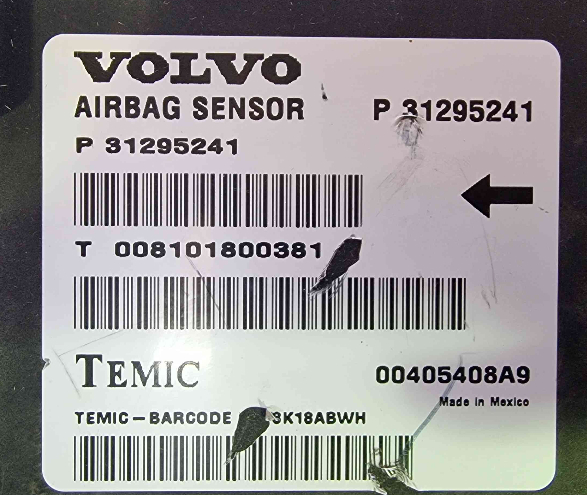 VOLVO
AIRBAG SENSOR P 31295241
P 31295241
T 008101800381
TEMIC 00405408A9
Made in Mexico
TEMIC-BARCODE 3K18ABWH